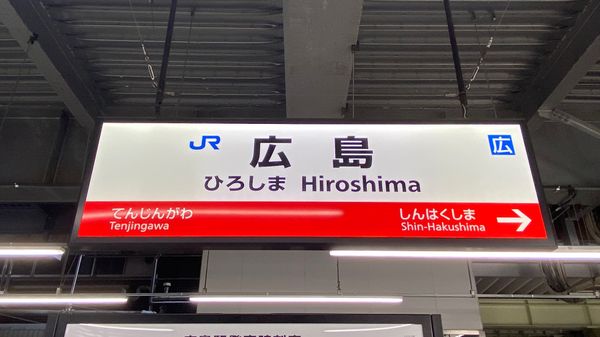 JR 広島 広
ひろしま Hiroshima
てんじんがわ しんはくしま
Tenjingawa Shin-Hakushima